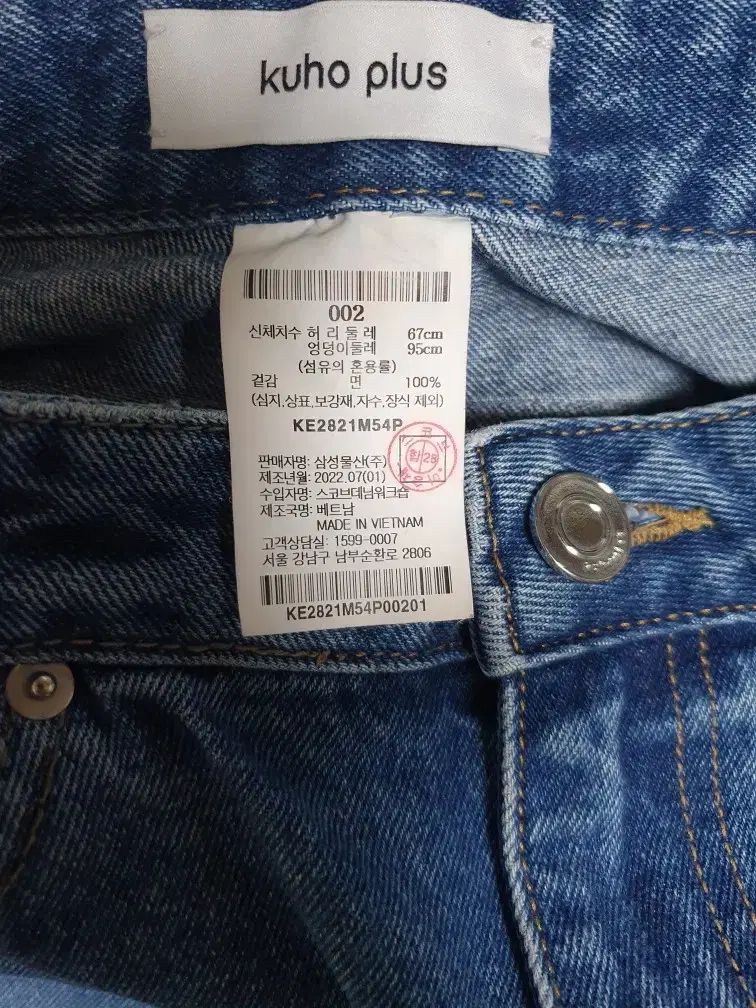 kuho plus
002
신체치수 허 리 둘 레 67cm
엉덩이둘레 95cm
(섬유의 혼용률)
겉감 면 100%
(심지,상표,보강재,자수,장식 제외)
KE2821M54P
판매자명: 삼성물산(주)
제조년월: 2022.07(01)
수입자명: 스코브데님워크숍
제조국명: 베트남
MADE IN VIETNAM
고객상담실: 1599-0007
서울 강남구 남부순환로 2806
KE2821M54P00201